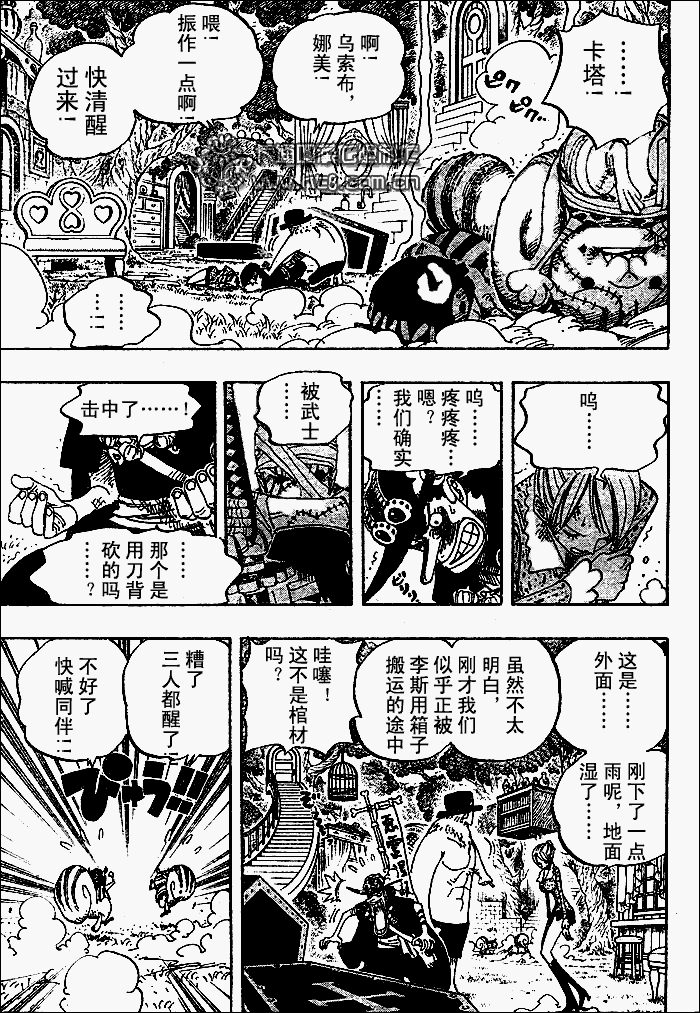 ……！
卡塔！
啊！
乌索布，
娜美！
喂！
振作一点啊！
快清醒
过来！
……
……！
呜……
呜……
疼疼疼…
嗯？
我们确实
……
被武士
……
击中了……！
那个是
用刀背
砍的吗
……？
……
这是……
外面……
刚下了一点
雨呢，地面
湿了……
虽然不太
明白，
刚才我们
似乎正被
李斯用箱子
搬运的途中
哇噻！
这不是棺材
吗？
糟了
三人都醒了！
不好了
快喊同伴！